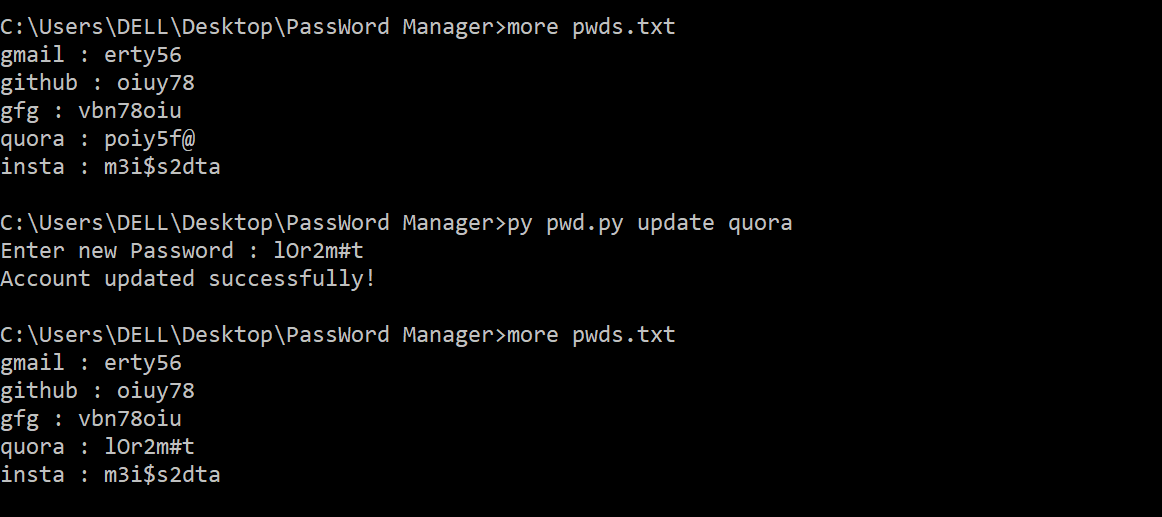 C:\Users\DELL\Desktop\PassWord Manager>more pwds.txt
gmail : erty56
github : oiuy78
gfg : vbn78oiu
quora : poiy5f@
insta : m3i$s2dta
C:\Users\DELL\Desktop\PassWord Manager>py pwd.py update quora
Enter new Password : lOr2m#t
Account updated successfully!
C:\Users\DELL\Desktop\PassWord Manager>more pwds.txt
gmail : erty56
github : oiuy78
gfg : vbn78oiu
quora : lOr2m#t
insta : m3i$s2dta